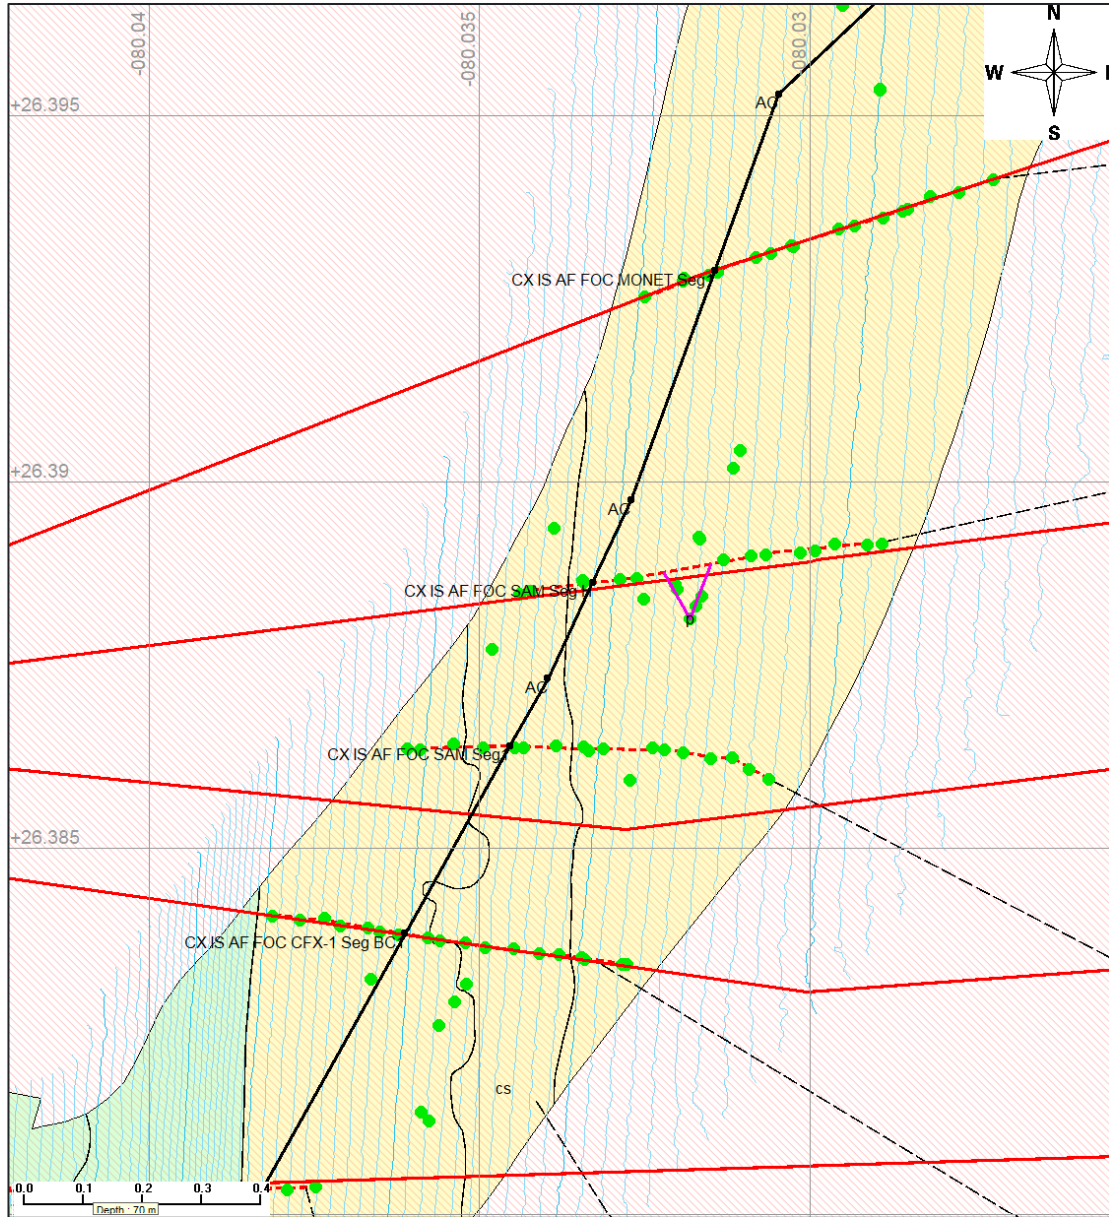 -080.04
-080.035
-080.03
N
W
E
S
+26.395
AC
CX IS AF FOC MONET Seg
+26.39
AC
CX IS AF FOC SAM Seg H
p
AC
CX IS AF FOC SAM Seg
+26.385
CX IS AF FOC CFX-1 Seg BC
cs
0.0 0.1 0.2 0.3 0.4
Depth : 70 m